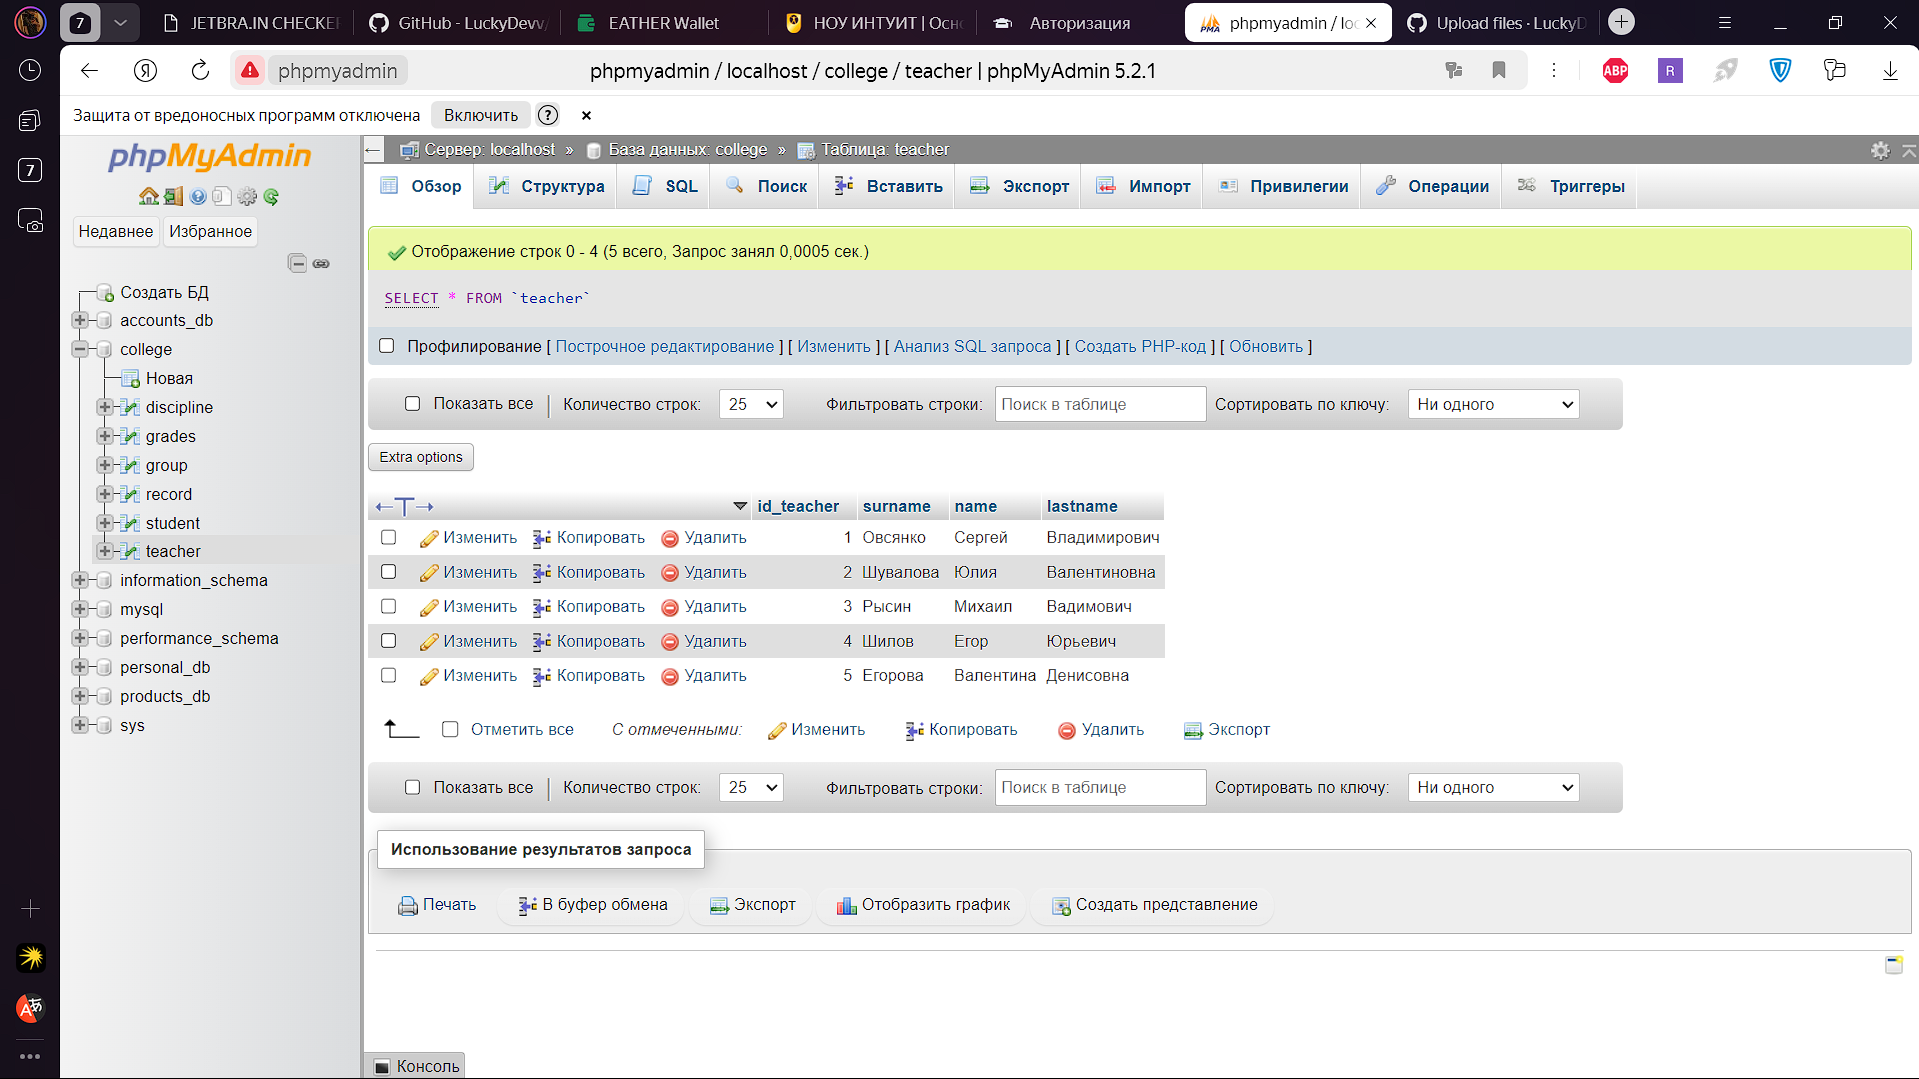 7
JETBRA.IN CHECKER
GitHub - LuckyDevv/
EATHER Wallet
НОУ ИНТУИТ | Осн
Авторизация
phpmyadmin / lo
Upload files · LuckyD
phpmyadmin
phpmyadmin / localhost / college / teacher | phpMyAdmin 5.2.1
ABP
R
Защита от вредоносных программ отключена
Включить
?
7
phpMyAdmin
Недавнее
Избранное
Создать БД
accounts_db
college
Новая
discipline
grades
group
record
student
teacher
information_schema
mysql
performance_schema
personal_db
products_db
sys
Сервер: localhost » База данных: college » Таблица: teacher
Обзор
Структура
SQL
Поиск
Вставить
Экспорт
Импорт
Привилегии
Операции
Триггеры
Отображение строк 0 - 4 (5 всего, Запрос занял 0,0005 сек.)
SELECT * FROM `teacher`
Профилирование [ Построчное редактирование ] [ Изменить ] [ Анализ SQL запроса ] [ Создать PHP-код ] [ Обновить ]
Показать все | Количество строк: 25 Фильтровать строки: Поиск в таблице Сортировать по ключу: Ни одного
Extra options
id_teacher surname name lastname
Изменить Копировать Удалить 1 Овсянко Сергей Владимирович
Изменить Копировать Удалить 2 Шувалова Юлия Валентиновна
Изменить Копировать Удалить 3 Рысин Михаил Вадимович
Изменить Копировать Удалить 4 Шилов Егор Юрьевич
Изменить Копировать Удалить 5 Егорова Валентина Денисовна
Отметить все С отмеченными: Изменить Копировать Удалить Экспорт
Показать все | Количество строк: 25 Фильтровать строки: Поиск в таблице Сортировать по ключу: Ни одного
Использование результатов запроса
Печать
В буфер обмена
Экспорт
Отобразить график
Создать представление
Консоль